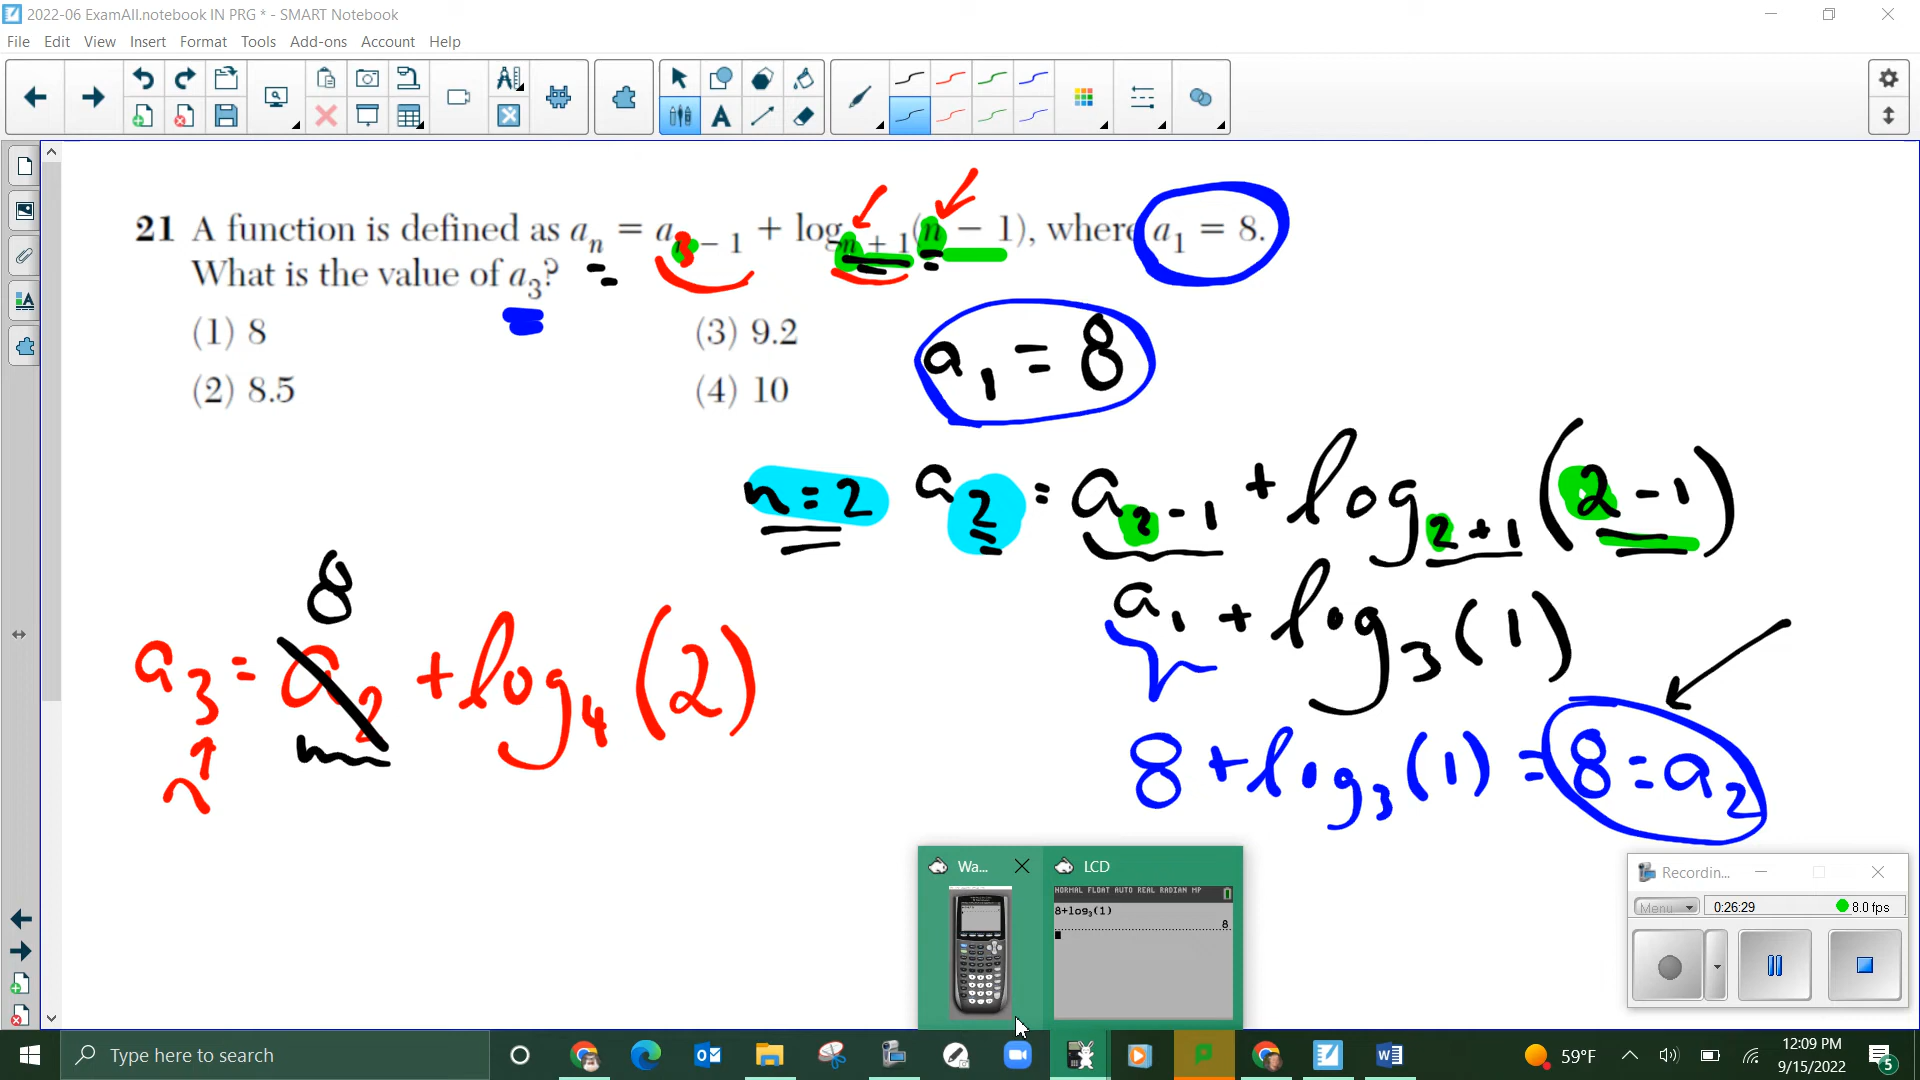 2022-06 ExamAll.notebook IN PRG * - SMART Notebook
File Edit View Insert Format Tools Add-ons Account Help
21 A function is defined as aₙ = a₃ − 1 + logₙ ₊ ₁(n − 1), where a₁ = 8.
What is the value of a₃?
(1) 8 (3) 9.2
(2) 8.5 (4) 10
a₁ = 8
n = 2 a₂ = a₂₋₁ + log₂₊₁(2 - 1)
a₁ + log₃(1)
8 + log₃(1) = 8 = a₂
8
a₃ = a₂ + log₄(2)
n
Wa... LCD
NORMAL FLOAT AUTO REAL RADIAN MP
8+log₃(1)
8
Recordin...
Menu 0:26:29 8.0 fps
Type here to search
59°F
12:09 PM
9/15/2022
5